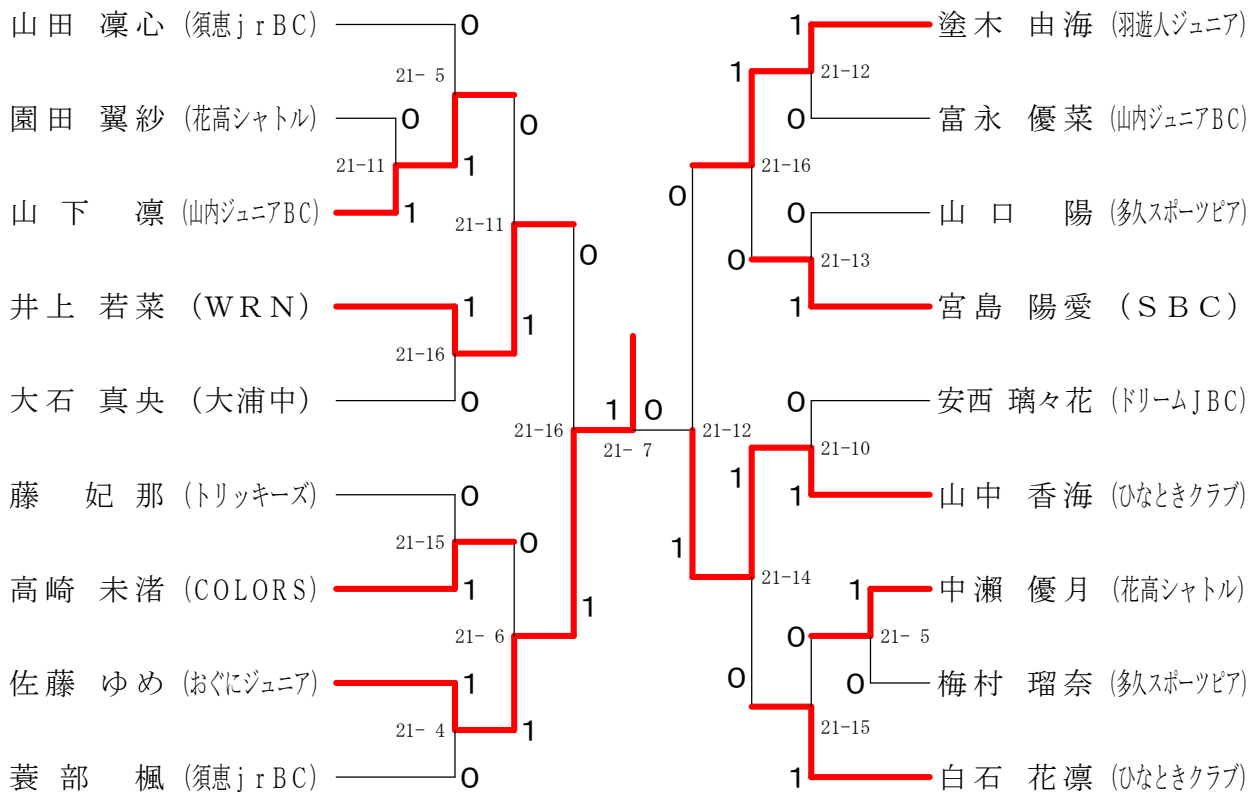 山田 凜心 (須恵jrBC) 0
21- 5
園田 翼紗 (花高シャトル) 0
0
21-11
1
山下 凛 (山内ジュニアBC) 1
21-11
0
井上 若菜 (WRN) 1
1
21-16
大石 真央 (大浦中) 0
21-16
藤 妃那 (トリッキーズ) 0
21-15
0
高崎 未渚 (COLORS) 1
1
21- 6
佐藤 ゆめ (おぐにジュニア) 1
21- 4
1
蓑部 楓 (須恵jrBC) 0
1 0
21- 7
1 塗木 由海 (羽遊人ジュニア)
1
21-12
0 富永 優菜 (山内ジュニアBC)
21-16
0
0 山口 陽 (多久スポーツピア)
0
21-13
1 宮島 陽愛 (SBC)
0 安西 璃々花 (ドリームJBC)
21-12
21-10
1
1 山中 香海 (ひなときクラブ)
1
21-14
1 中瀬 優月 (花高シャトル)
0
21- 5
0 梅村 瑠奈 (多久スポーツピア)
0
21-15
1 白石 花凛 (ひなときクラブ)